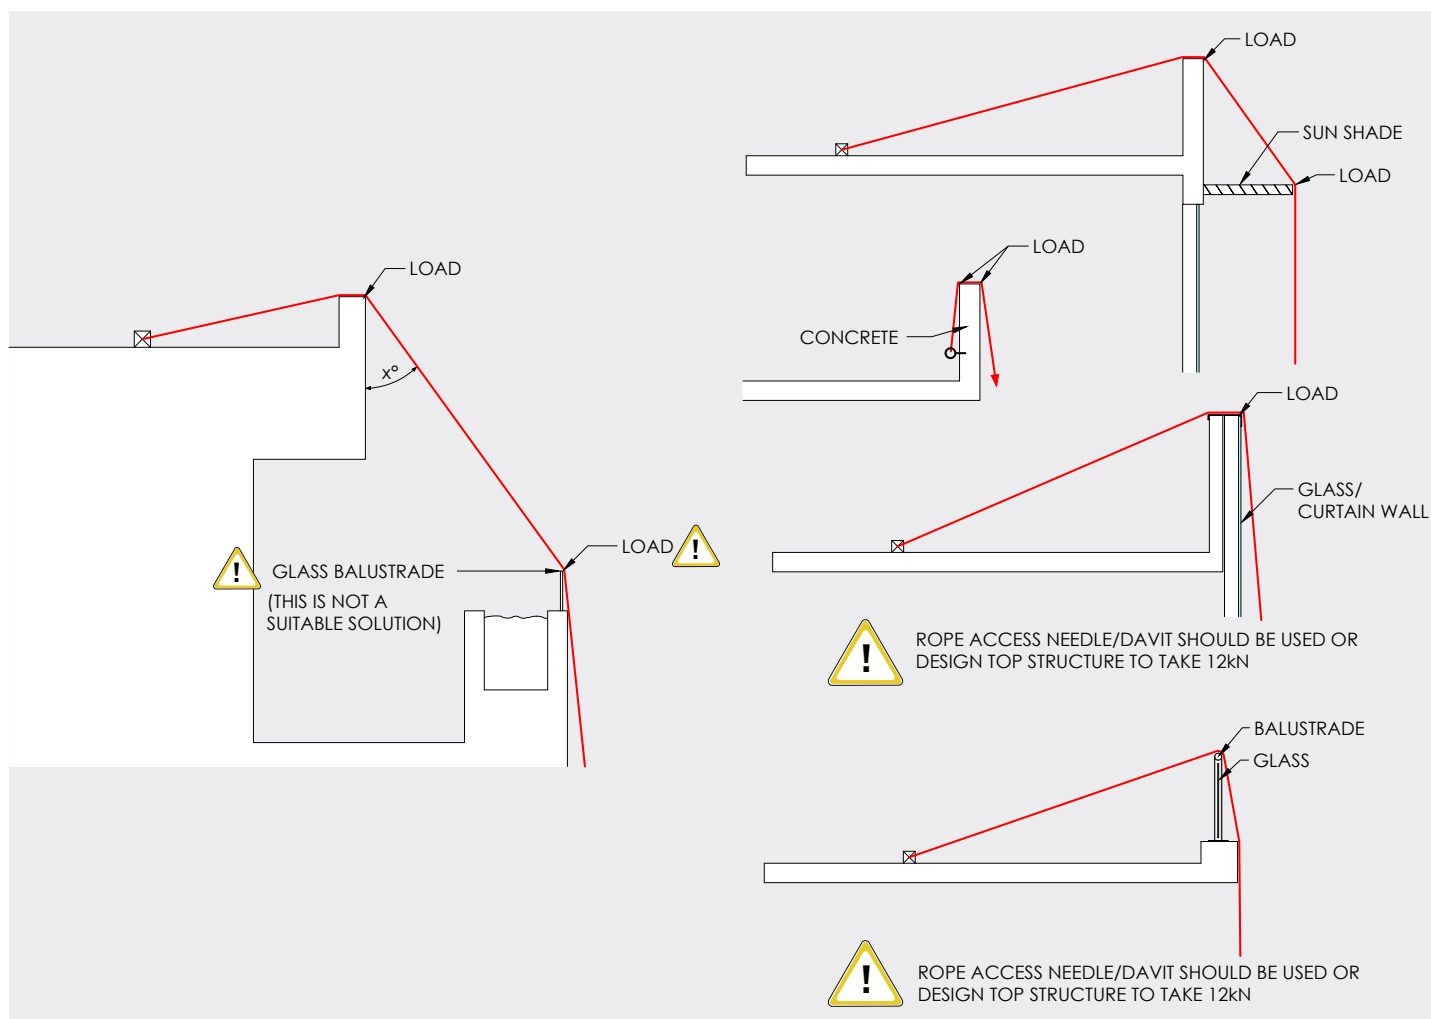 LOAD
x°
LOAD
GLASS BALUSTRADE
(THIS IS NOT A
SUITABLE SOLUTION)
LOAD
SUN SHADE
LOAD
LOAD
CONCRETE
LOAD
GLASS/
CURTAIN WALL
ROPE ACCESS NEEDLE/DAVIT SHOULD BE USED OR
DESIGN TOP STRUCTURE TO TAKE 12kN
BALUSTRADE
GLASS
ROPE ACCESS NEEDLE/DAVIT SHOULD BE USED OR
DESIGN TOP STRUCTURE TO TAKE 12kN